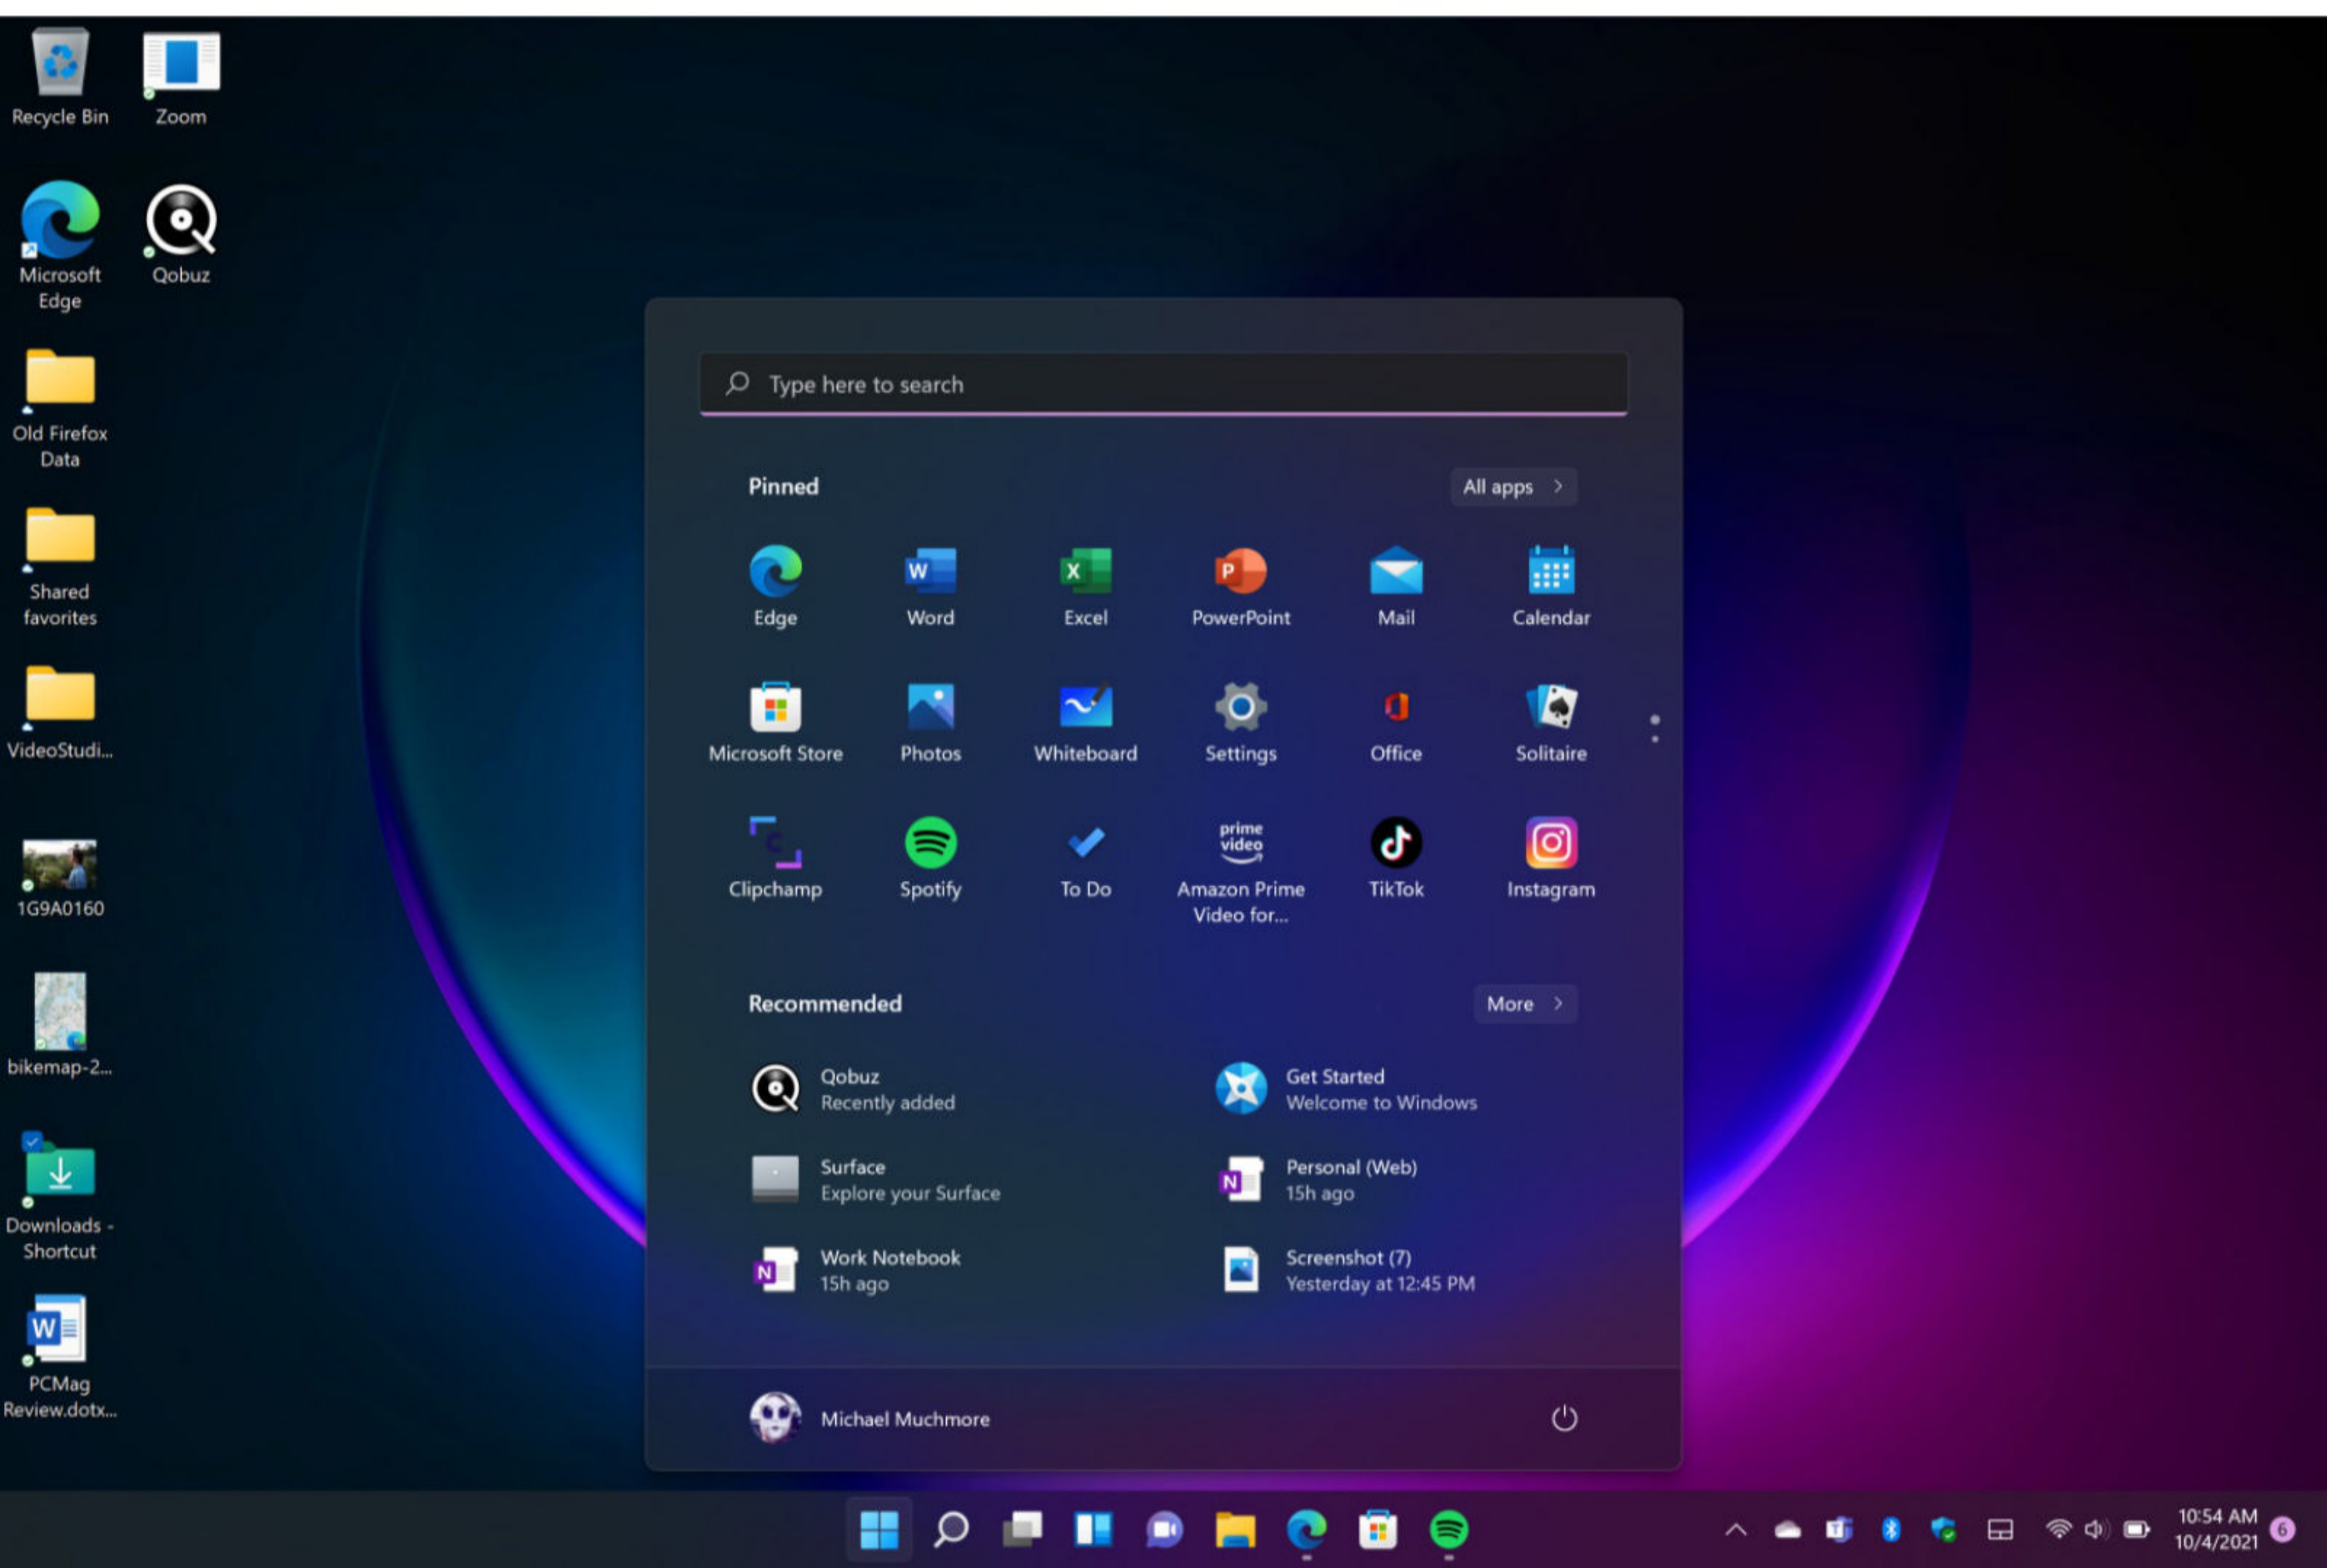 Recycle Bin
Zoom
Microsoft
Edge
Qobuz
Old Firefox
Data
Shared
favorites
VideoStudi...
1G9A0160
bikemap-2...
Downloads -
Shortcut
PCMag
Review.dotx...
Type here to search
Pinned
All apps
Edge
Word
Excel
PowerPoint
Mail
Calendar
Microsoft Store
Photos
Whiteboard
Settings
Office
Solitaire
prime
video
Clipchamp
Spotify
To Do
Amazon Prime
Video for...
TikTok
Instagram
Recommended
More
Qobuz
Recently added
Get Started
Welcome to Windows
Surface
Explore your Surface
Personal (Web)
15h ago
Work Notebook
15h ago
Screenshot (7)
Yesterday at 12:45 PM
Michael Muchmore
10:54 AM
10/4/2021
6